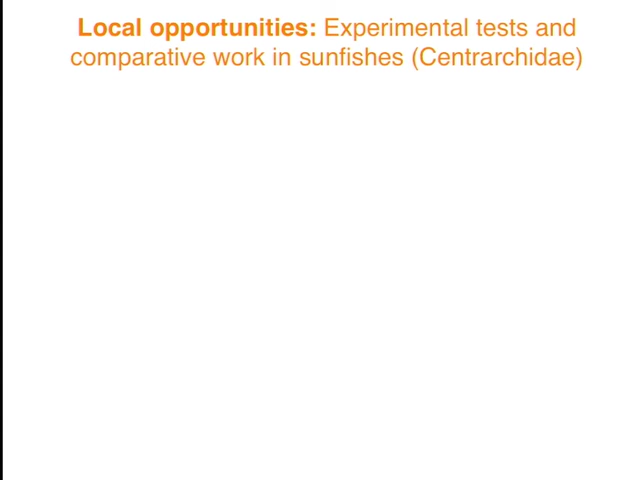 Local opportunities: Experimental tests and
comparative work in sunfishes (Centrarchidae)